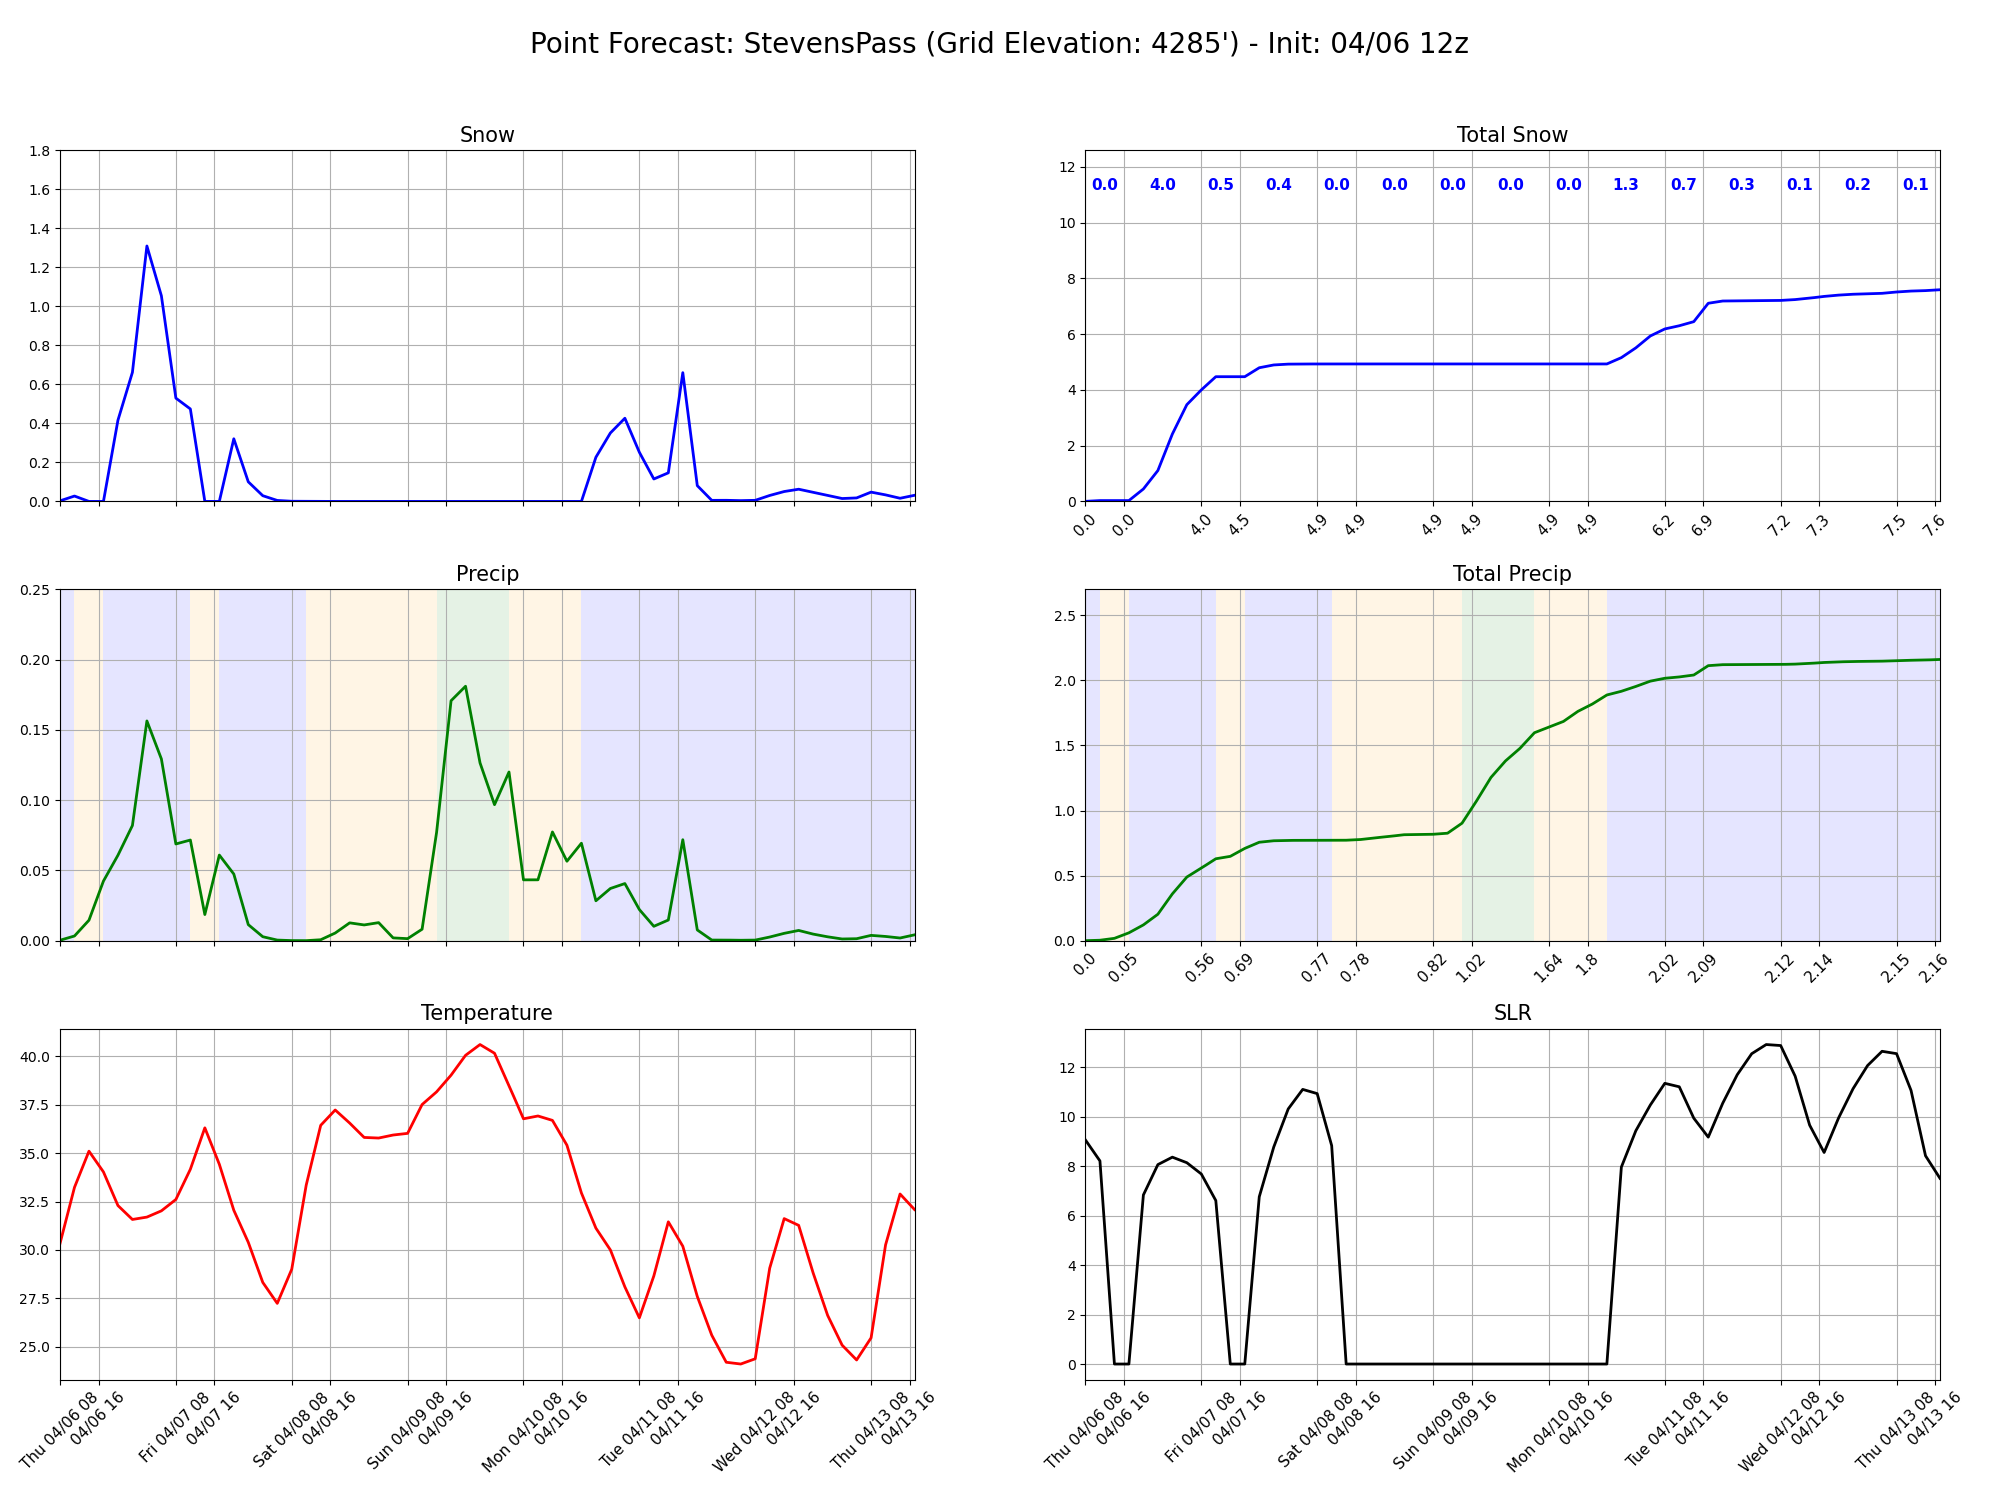 Point Forecast: StevensPass (Grid Elevation: 4285') - Init: 04/06 12z
Snow
1.8
1.6
1.4
1.2
1.0
0.8
0.6
0.4
0.2
0.0
Total Snow
12
10
8
6
4
2
0
0.0 4.0 0.5 0.4 0.0 0.0 0.0 0.0 0.0 1.3 0.7 0.3 0.1 0.2 0.1
0.0 0.0 4.0 4.5 4.9 4.9 4.9 4.9 4.9 4.9 6.2 6.9 7.2 7.3 7.5 7.6
Precip
0.25
0.20
0.15
0.10
0.05
0.00
Total Precip
2.5
2.0
1.5
1.0
0.5
0.0
0.0 0.05 0.56 0.69 0.77 0.78 0.82 1.02 1.64 1.8 2.02 2.09 2.12 2.14 2.15 2.16
Temperature
40.0
37.5
35.0
32.5
30.0
27.5
25.0
Thu 04/06 08
04/06 16
Fri 04/07 08
04/07 16
Sat 04/08 08
04/08 16
Sun 04/09 08
04/09 16
Mon 04/10 08
04/10 16
Tue 04/11 08
04/11 16
Wed 04/12 08
04/12 16
Thu 04/13 08
04/13 16
SLR
12
10
8
6
4
2
0
Thu 04/06 08
04/06 16
Fri 04/07 08
04/07 16
Sat 04/08 08
04/08 16
Sun 04/09 08
04/09 16
Mon 04/10 08
04/10 16
Tue 04/11 08
04/11 16
Wed 04/12 08
04/12 16
Thu 04/13 08
04/13 16